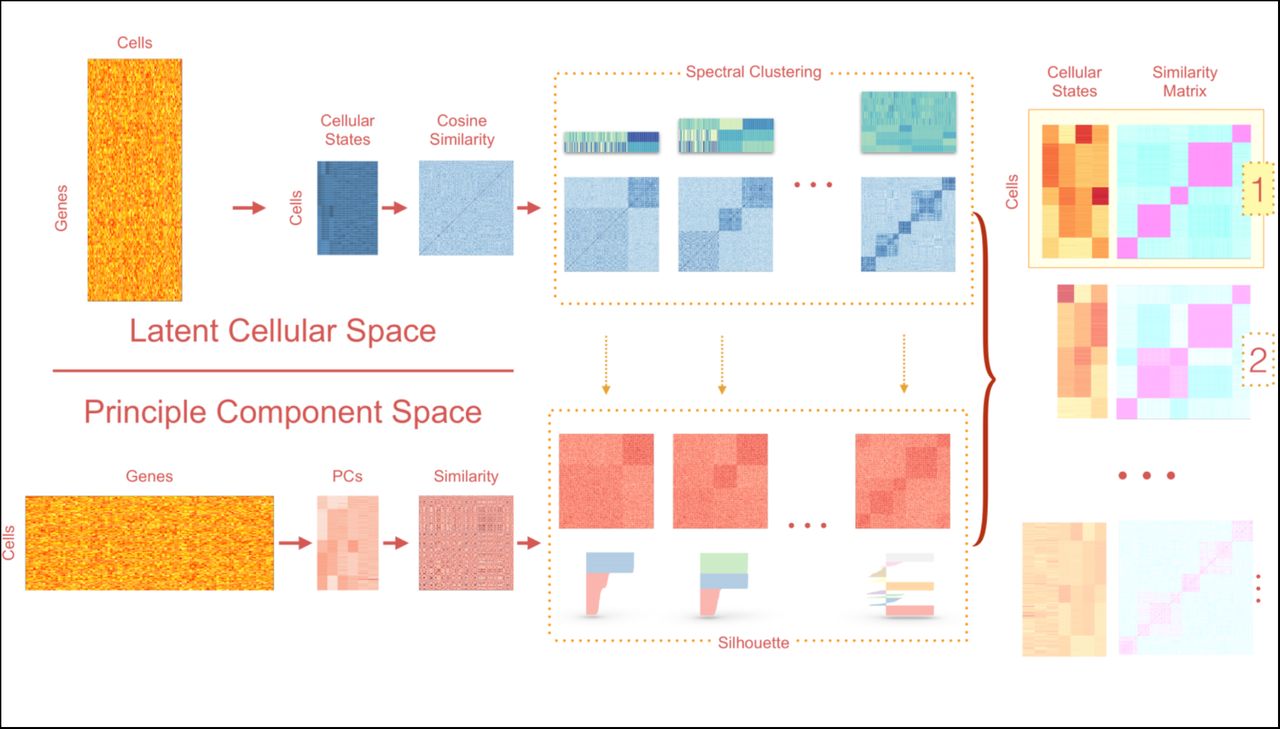 Cells
Genes
Cellular
States
Cells
Cosine
Similarity
Spectral Clustering
Cellular
States
Similarity
Matrix
Cells
1
2
Latent Cellular Space
Principle Component Space
Genes
Cells
PCs
Similarity
Silhouette